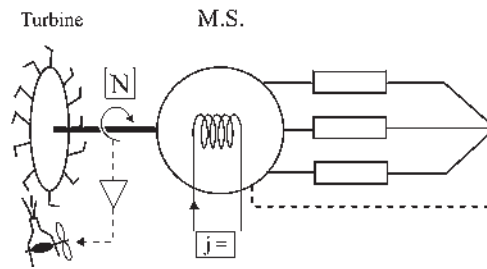 Turbine
M.S.
[N]
j =